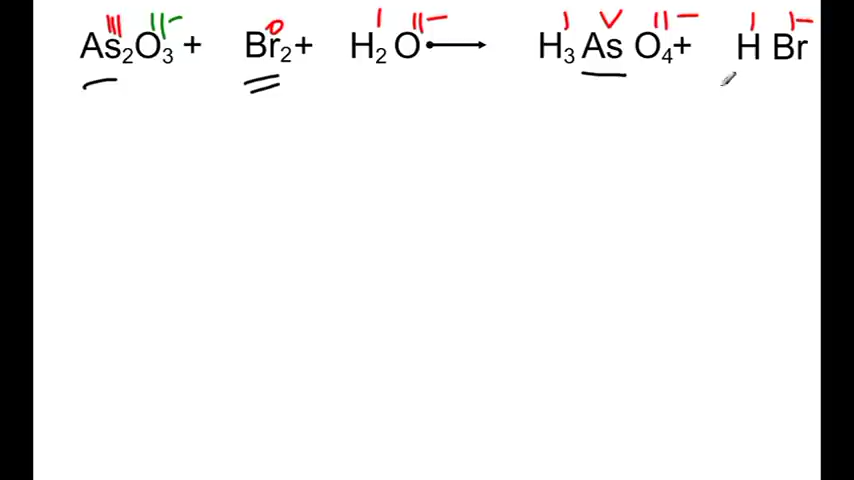 III II- 0 I II- I V II- I I-
As₂O₃ + Br₂ + H₂O ⟶ H₃AsO₄ + HBr